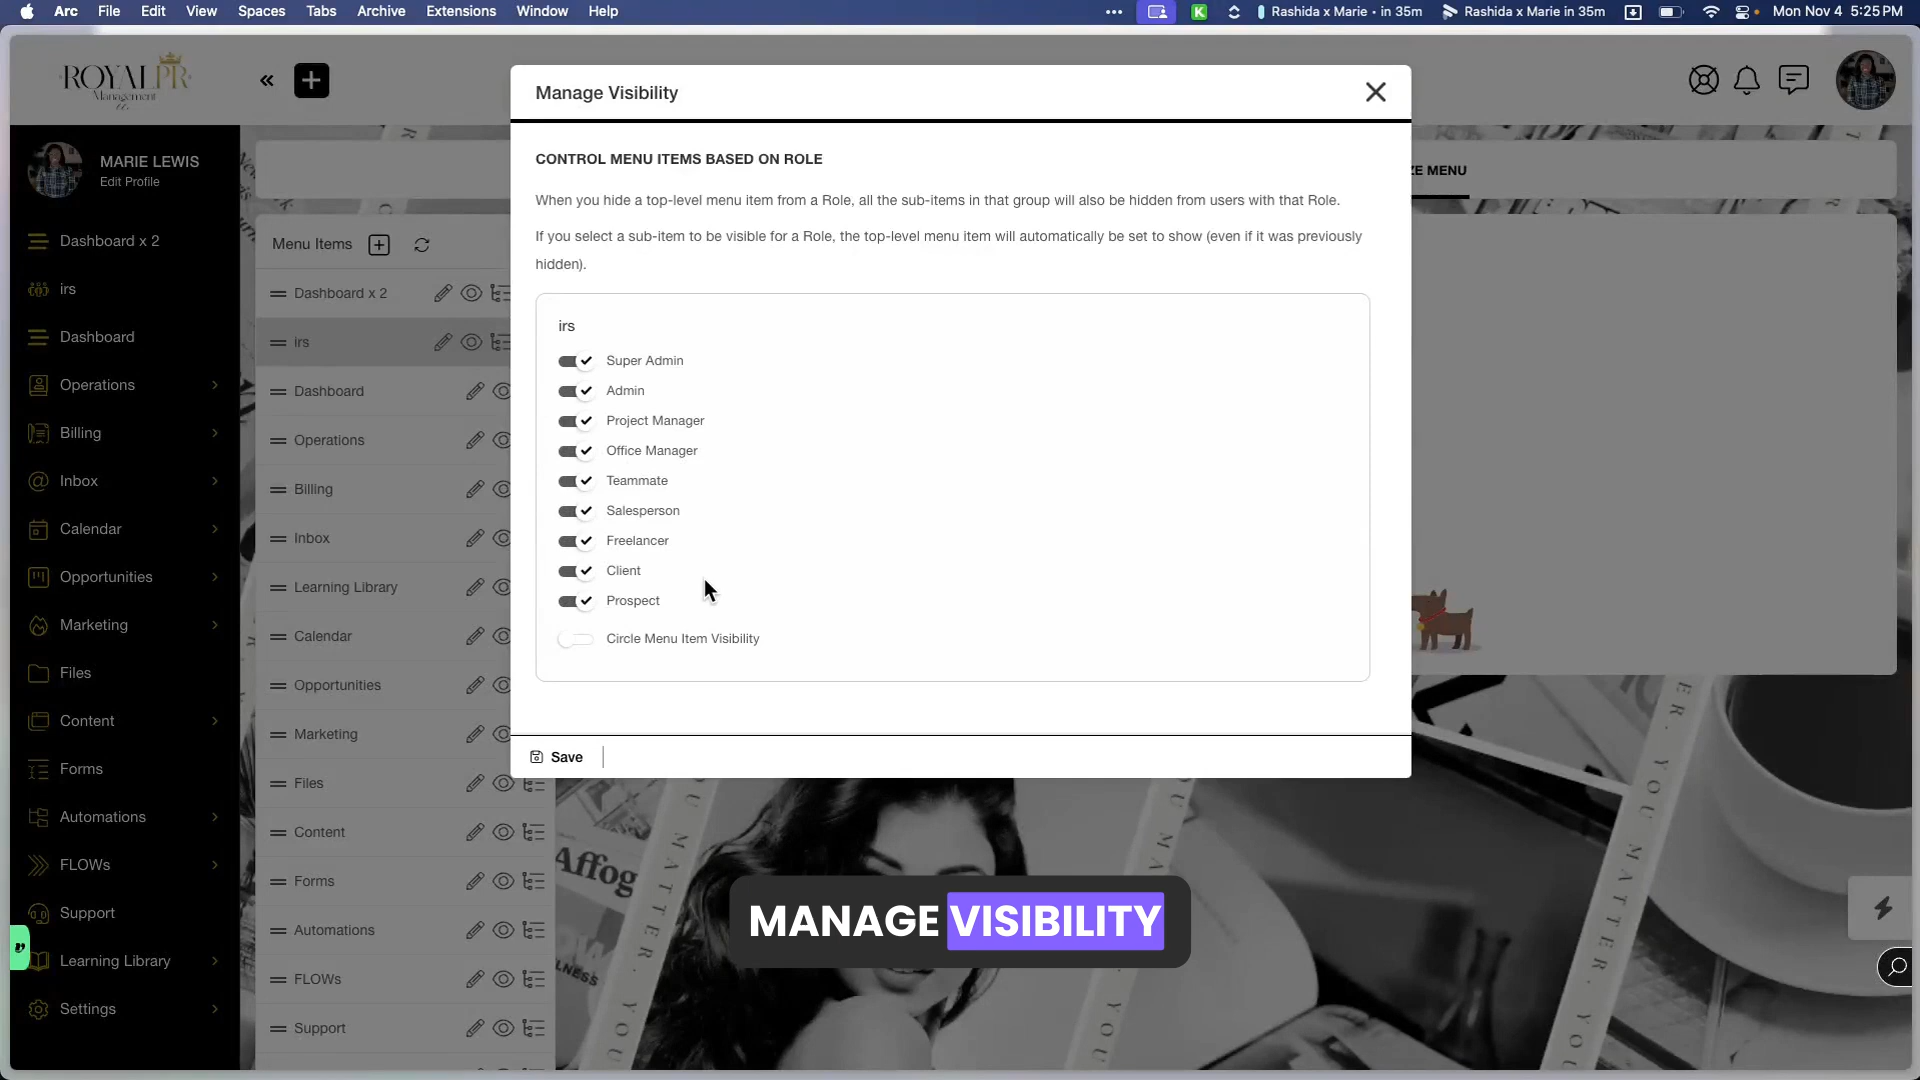 Arc File Edit View Spaces Tabs Archive Extensions Window Help
K Rashida x Marie • in 35m Rashida x Marie in 35m Mon Nov 4 5:25 PM
ROYALPR
Management
MARIE LEWIS
Edit Profile
Dashboard x 2
irs
Dashboard
Operations
Billing
Inbox
Calendar
Opportunities
Marketing
Files
Content
Forms
Automations
FLOWs
Support
Learning Library
Settings
Menu Items
Dashboard x 2
irs
Dashboard
Operations
Billing
Inbox
Learning Library
Calendar
Opportunities
Marketing
Files
Content
Forms
Automations
FLOWs
Support
ZE MENU
Manage Visibility
CONTROL MENU ITEMS BASED ON ROLE
When you hide a top-level menu item from a Role, all the sub-items in that group will also be hidden from users with that Role.
If you select a sub-item to be visible for a Role, the top-level menu item will automatically be set to show (even if it was previously
hidden).
irs
Super Admin
Admin
Project Manager
Office Manager
Teammate
Salesperson
Freelancer
Client
Prospect
Circle Menu Item Visibility
Save
Affog
MANAGE VISIBILITY